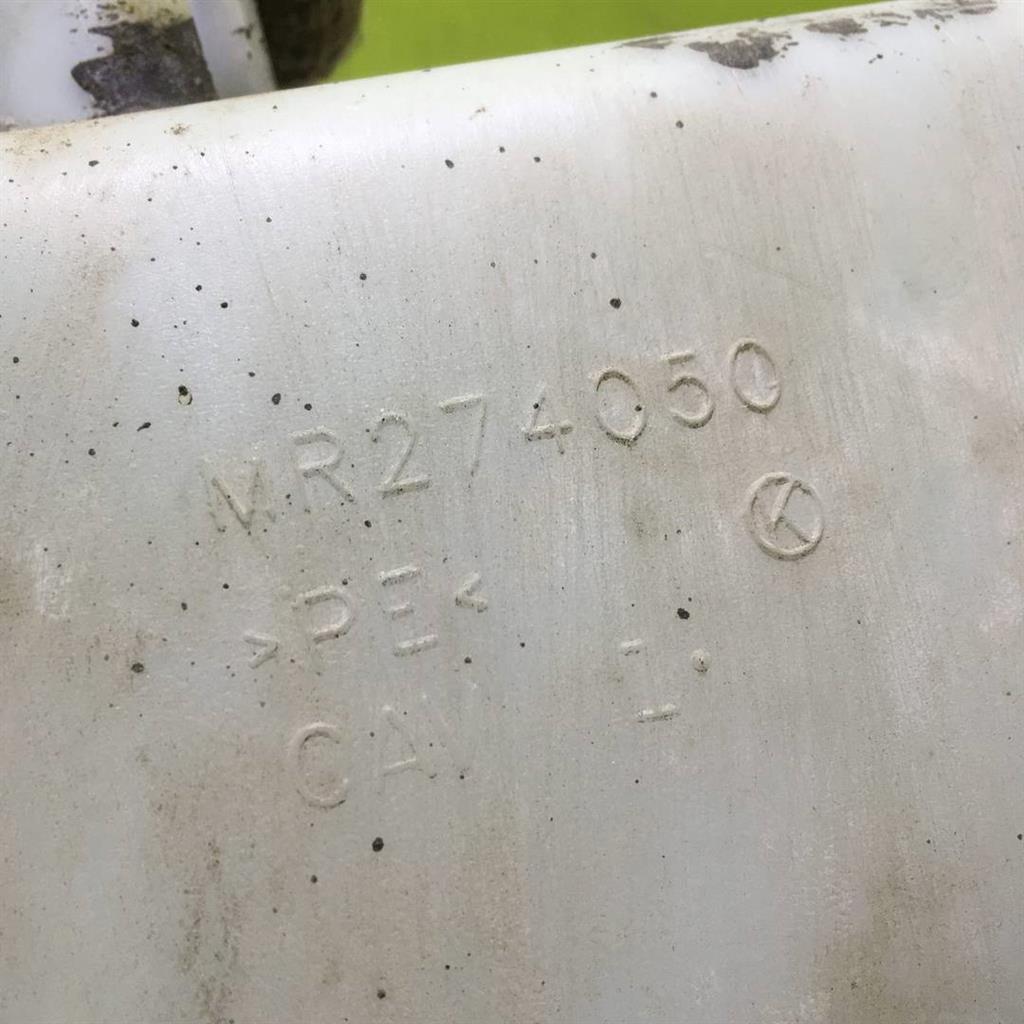 MR274050
K
>PE<
CAV I.